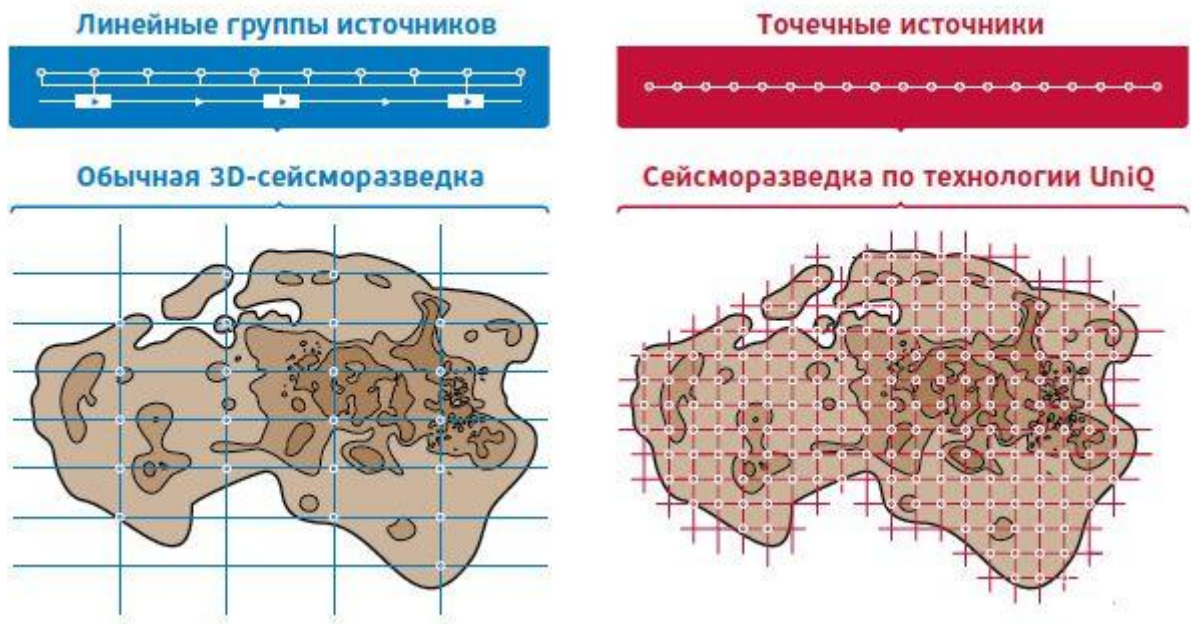 Линейные группы источников
Точечные источники
Обычная 3D-сейсморазведка
Сейсморазведка по технологии UniQ